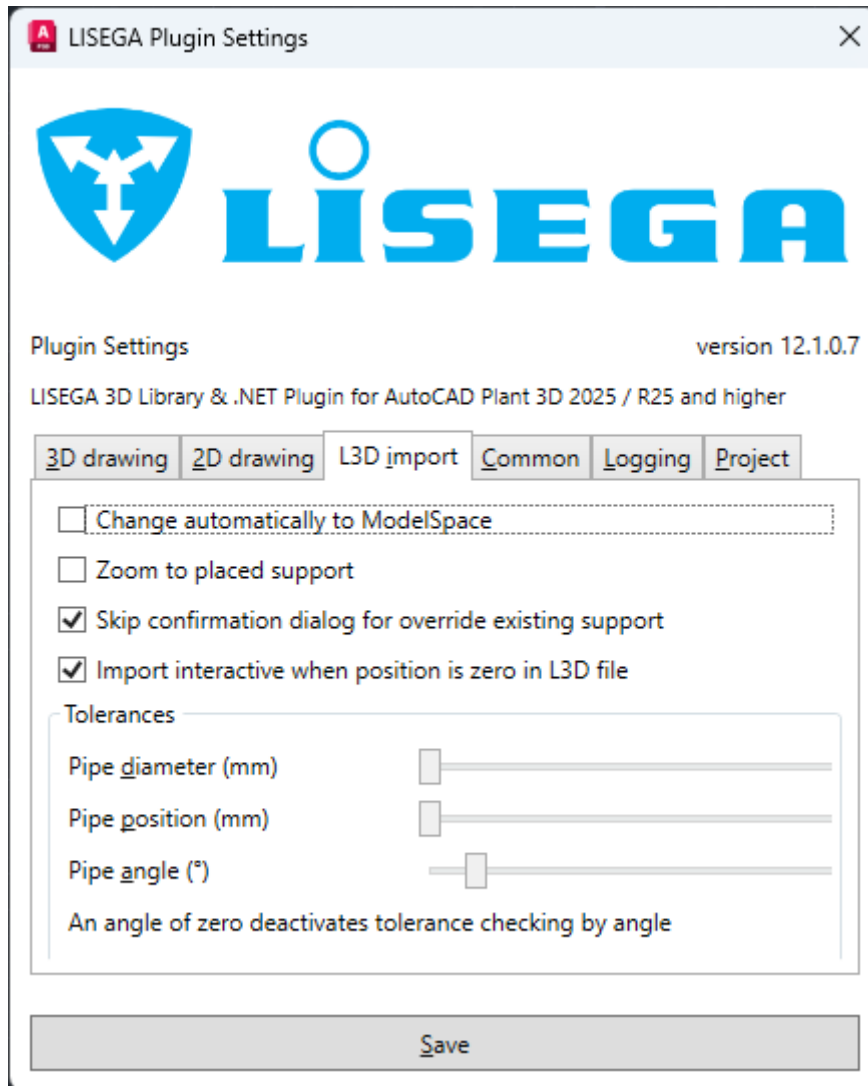 LISEGA Plugin Settings
LISEGA
Plugin Settings
version 12.1.0.7
LISEGA 3D Library & .NET Plugin for AutoCAD Plant 3D 2025 / R25 and higher
3D drawing 2D drawing L3D import Common Logging Project
Change automatically to ModelSpace
Zoom to placed support
Skip confirmation dialog for override existing support
Import interactive when position is zero in L3D file
Tolerances
Pipe diameter (mm)
Pipe position (mm)
Pipe angle (°)
An angle of zero deactivates tolerance checking by angle
Save